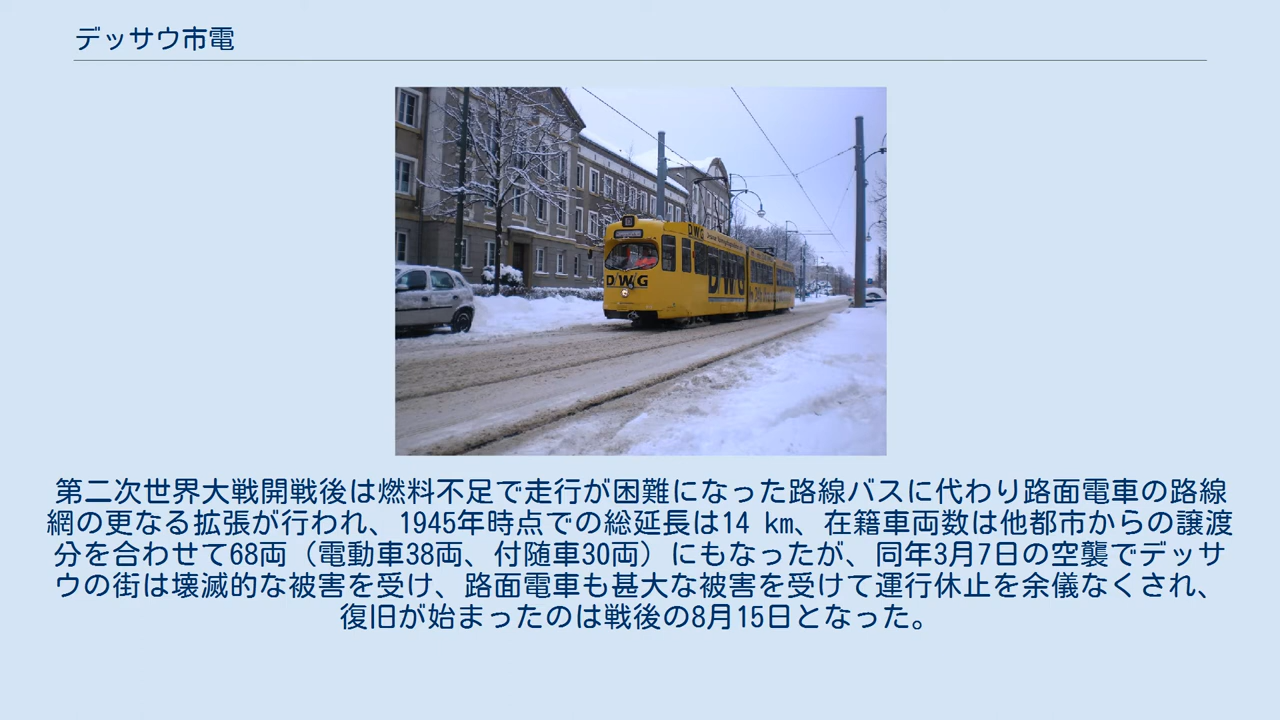 デッサウ市電
DWG
DWG
DWG
第二次世界大戦開戦後は燃料不足で走行が困難になった路線バスに代わり路面電車の路線
網の更なる拡張が行われ、1945年時点での総延長は14 km、在籍車両数は他都市からの譲渡
分を合わせて68両（電動車38両、付随車30両）にもなったが、同年3月7日の空襲でデッサ
ウの街は壊滅的な被害を受け、路面電車も甚大な被害を受けて運行休止を余儀なくされ、
復旧が始まったのは戦後の8月15日となった。